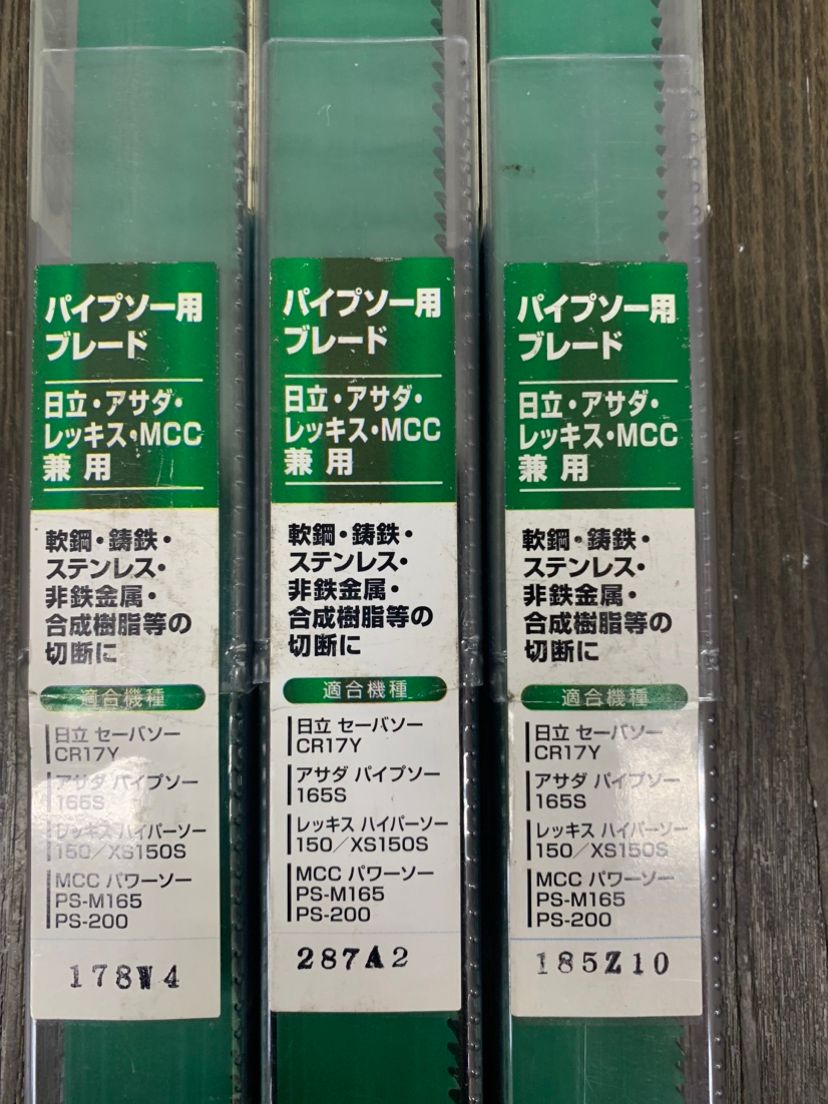 パイプソー用
ブレード
日立・アサダ・
レッキス・MCC
兼用
軟鋼・鋳鉄・
ステンレス・
非鉄金属・
合成樹脂等の
切断に
適合機種
日立 セーバソー
CR17Y
アサダ パイプソー
165S
レッキス ハイパーソー
150／XS150S
MCC パワーソー
PS-M165
PS-200
178W4
パイプソー用
ブレード
日立・アサダ・
レッキス・MCC
兼用
軟鋼・鋳鉄・
ステンレス・
非鉄金属・
合成樹脂等の
切断に
適合機種
日立 セーバソー
CR17Y
アサダ パイプソー
165S
レッキス ハイパーソー
150／XS150S
MCC パワーソー
PS-M165
PS-200
287A2
パイプソー用
ブレード
日立・アサダ・
レッキス・MCC
兼用
軟鋼・鋳鉄・
ステンレス・
非鉄金属・
合成樹脂等の
切断に
適合機種
日立 セーバソー
CR17Y
アサダ パイプソー
165S
レッキス ハイパーソー
150／XS150S
MCC パワーソー
PS-M165
PS-200
185Z10